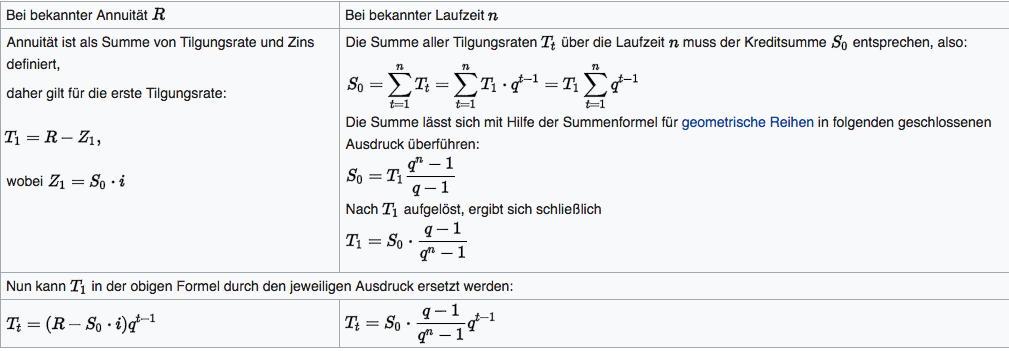 Bei bekannter Annuität R
Bei bekannter Laufzeit n
Annuität ist als Summe von Tilgungsrate und Zins
definiert,
daher gilt für die erste Tilgungsrate:
T₁ = R − Z₁,
wobei Z₁ = S₀ · i
Die Summe aller Tilgungsraten Tₜ über die Laufzeit n muss der Kreditsumme S₀ entsprechen, also:
S₀ = ∑_{t=1}^{n} Tₜ = ∑_{t=1}^{n} T₁ · q^{t−1} = T₁ ∑_{t=1}^{n} q^{t−1}
Die Summe lässt sich mit Hilfe der Summenformel für geometrische Reihen in folgenden geschlossenen
Ausdruck überführen:
S₀ = T₁ (qⁿ − 1)/(q − 1)
Nach T₁ aufgelöst, ergibt sich schließlich
T₁ = S₀ · (q − 1)/(qⁿ − 1)
Nun kann T₁ in der obigen Formel durch den jeweiligen Ausdruck ersetzt werden:
Tₜ = (R − S₀ · i)q^{t−1}
Tₜ = S₀ · (q − 1)/(qⁿ − 1) q^{t−1}